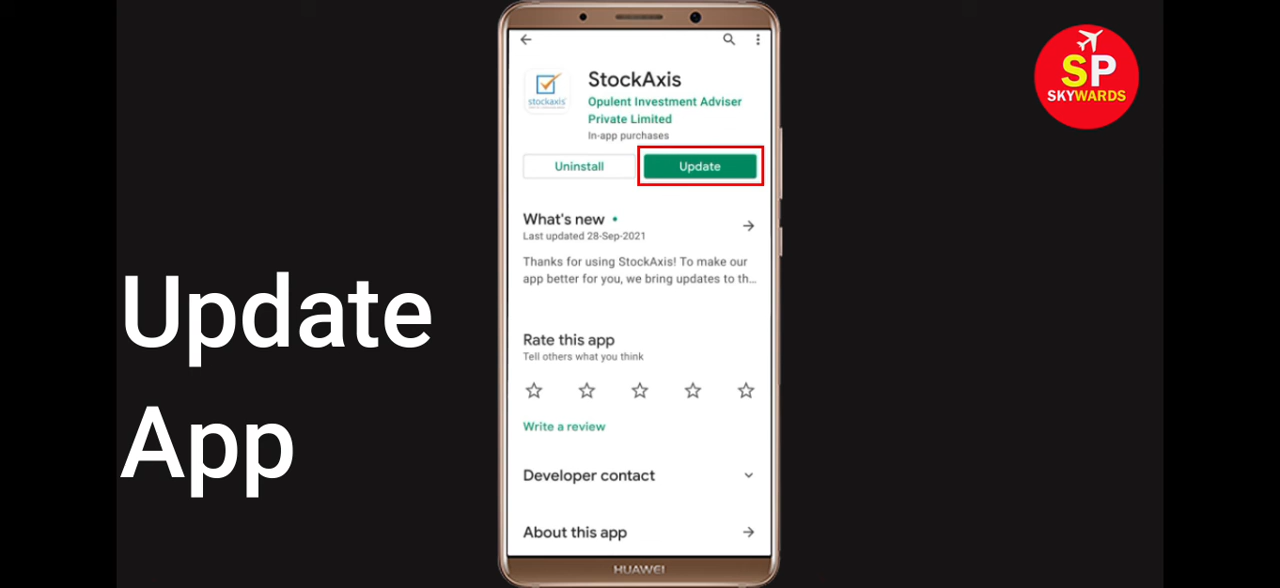 SP
SKYWARDS
StockAxis
stockaxis
Opulent Investment Adviser
Private Limited
In-app purchases
Uninstall
Update
What's new
Last updated 28-Sep-2021
Thanks for using StockAxis! To make our
app better for you, we bring updates to th…
Update
App
Rate this app
Tell others what you think
Write a review
Developer contact
About this app
HUAWEI